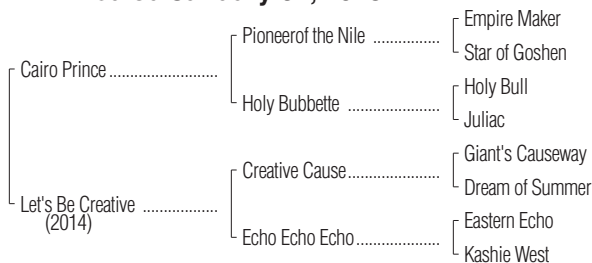 Empire Maker
Pioneerof the Nile ................
Star of Goshen
Cairo Prince ..........................
Holy Bull
Holy Bubbette ......................
Juliac
Giant's Causeway
Creative Cause......................
Dream of Summer
Let's Be Creative ..................
(2014)
Eastern Echo
Echo Echo Echo....................
Kashie West